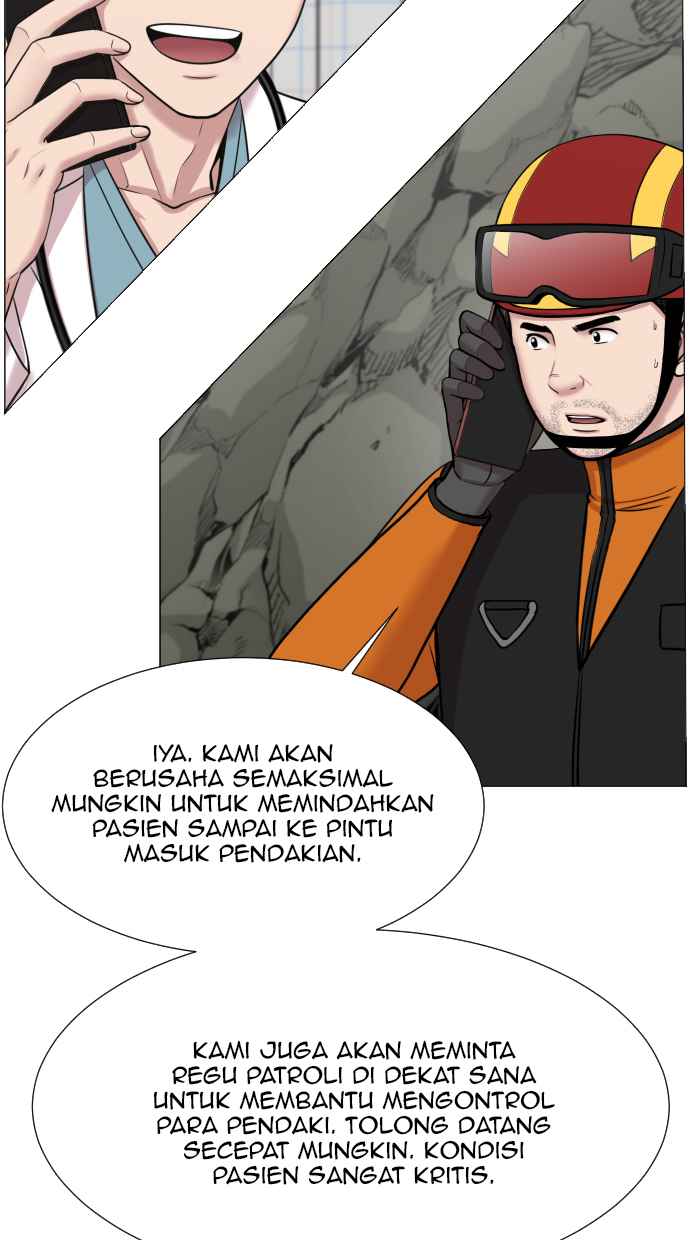 IYA. KAMI AKAN
BERUSAHA SEMAKSIMAL
MUNGKIN UNTUK MEMINDAHKAN
PASIEN SAMPAI KE PINTU
MASUK PENDAKIAN.
KAMI JUGA AKAN MEMINTA
REGU PATROLI DI DEKAT SANA
UNTUK MEMBANTU MENGONTROL
PARA PENDAKI. TOLONG DATANG
SECEPAT MUNGKIN. KONDISI
PASIEN SANGAT KRITIS.